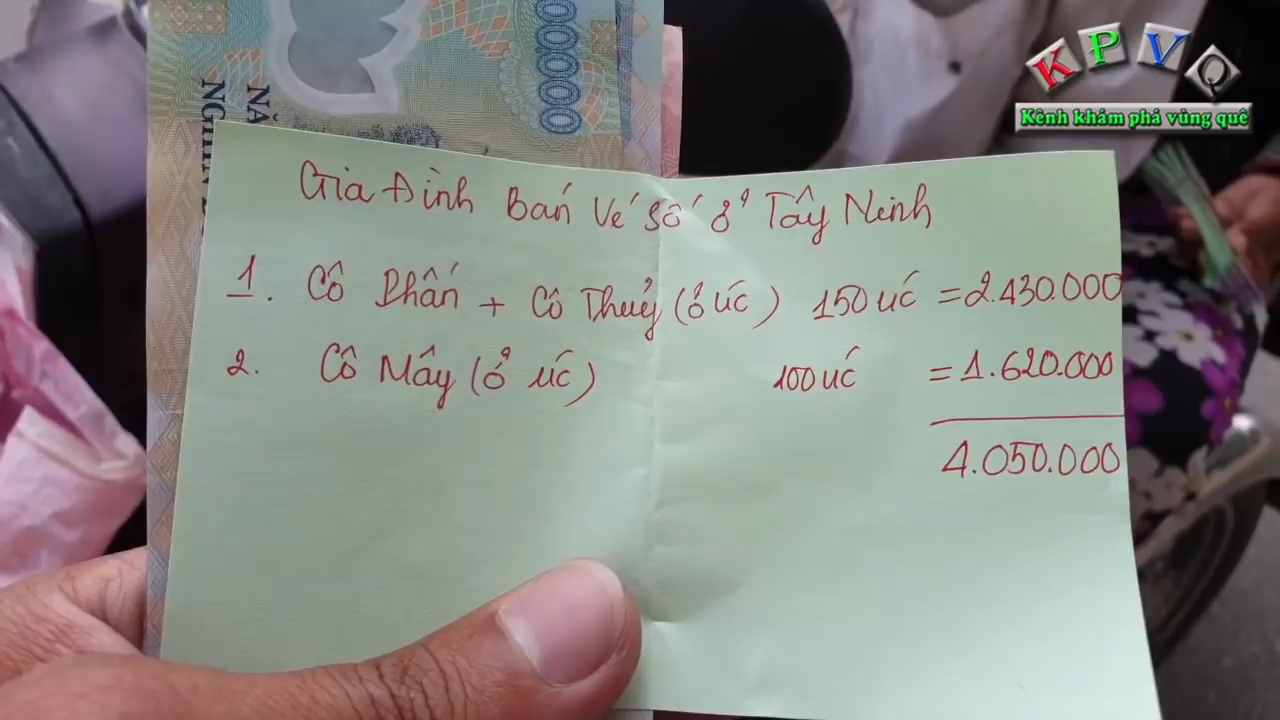 K P V Q
Kênh khám phá vùng quê
Gia Đình Bán Vé Số ở Tây Ninh
1. Cô Phấn + Cô Thuỷ (ở úc) 150 úc = 2.430.000
2. Cô Mây (ở úc) 100 úc = 1.620.000
4.050.000